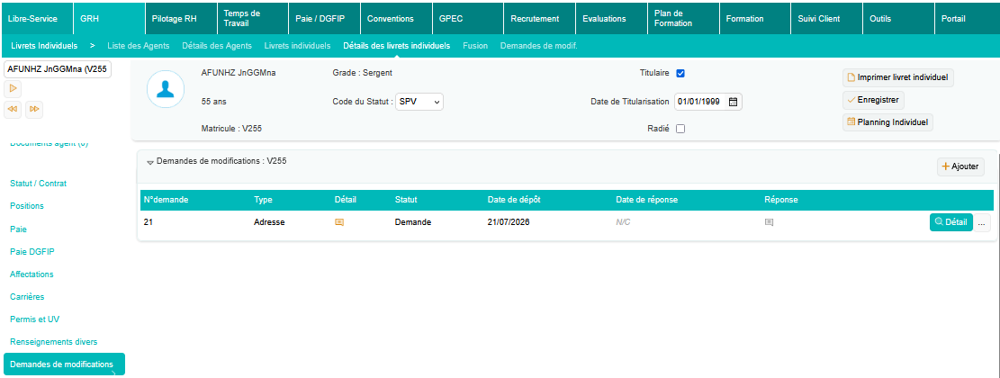 Libre-Service GRH Pilotage RH Temps de Travail Paie / DGFIP Conventions GPEC Recrutement Evaluations Plan de Formation Formation Suivi Client Outils Portail
Livrets Individuels > Liste des Agents Détails des Agents Livrets individuels Détails des livrets individuels Fusion Demandes de modif.
AFUNHZ JnGGMna (V255
AFUNHZ JnGGMna Grade : Sergent Titulaire Imprimer livret individuel
55 ans Code du Statut : SPV Date de Titularisation 01/01/1999 Enregistrer
Matricule : V255 Radié Planning Individuel
Documents agent (0)
Statut / Contrat
Positions
Paie
Paie DGFIP
Affectations
Carrières
Permis et UV
Renseignements divers
Demandes de modifications
Demandes de modifications : V255 Ajouter
N°demande Type Détail Statut Date de dépôt Date de réponse Réponse
21 Adresse Demande 21/07/2026 N/C Détail ...